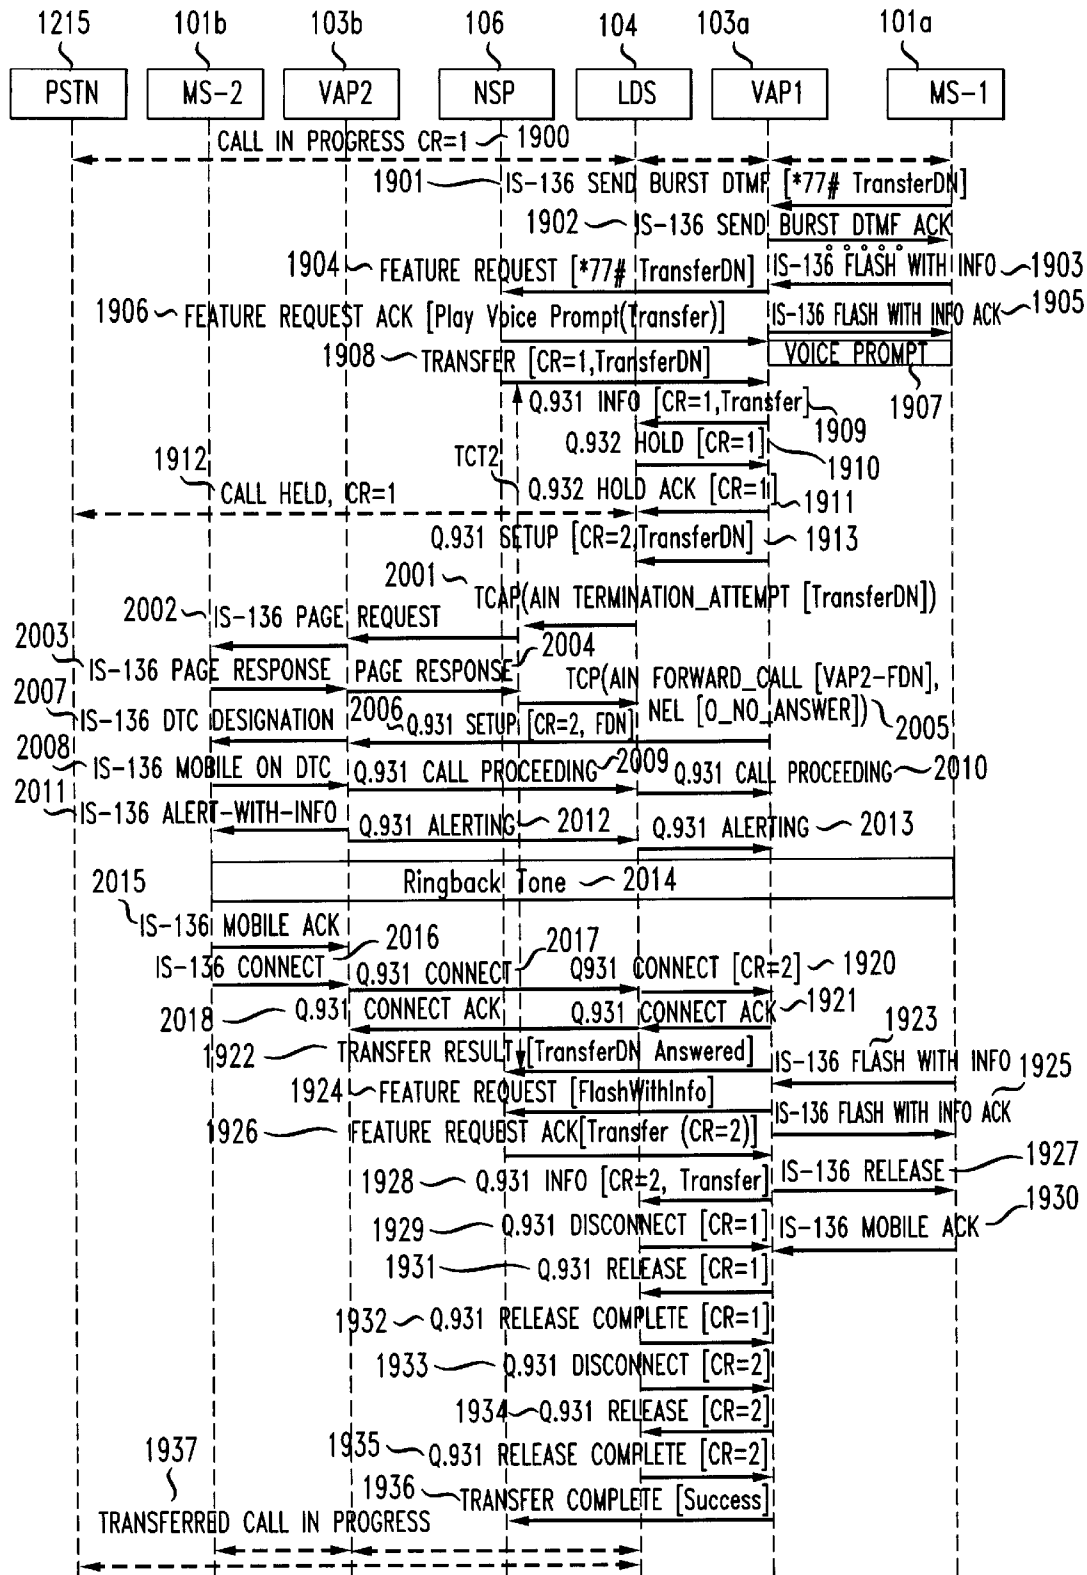 1215 101b 103b 106 104 103a 101a
PSTN MS-2 VAP2 NSP LDS VAP1 MS-1
CALL IN PROGRESS CR=1 1900
1901 IS-136 SEND BURST DTMF [*77# TransterDN]
1902 IS-136 SEND BURST DTMF ACK
1904 FEATURE REQUEST [*77# TransferDN] IS-136 FLASH WITH INFO 1903
1906 FEATURE REQUEST ACK [Play Voice Prompt(Transfer)] IS-136 FLASH WITH INFO ACK 1905
1908 TRANSFER [CR=1,TransferDN] VOICE PROMPT 1907
Q.931 INFO [CR=1,Transfer] 1909
Q.932 HOLD [CR=1] 1910
TCT2
1912 CALL HELD, CR=1 Q.932 HOLD ACK [CR=1] 1911
Q.931 SETUP [CR=2,TransferDN] 1913
2001 TCAP(AIN TERMINATION_ATTEMPT [TransferDN])
2002 IS-136 PAGE REQUEST
2003 IS-136 PAGE RESPONSE PAGE RESPONSE 2004 TCP(AIN FORWARD_CALL [VAP2-FDN],
NEL [O_NO_ANSWER]) 2005
2007 IS-136 DTC DESIGNATION 2006 Q.931 SETUP [CR=2, FDN]
2008 IS-136 MOBILE ON DTC Q.931 CALL PROCEEDING 2009 Q.931 CALL PROCEEDING 2010
2011 IS-136 ALERT-WITH-INFO Q.931 ALERTING 2012 Q.931 ALERTING 2013
Ringback Tone 2014
2015 IS-136 MOBILE ACK
IS-136 CONNECT 2016 Q.931 CONNECT 2017 Q931 CONNECT [CR=2] 1920
2018 Q.931 CONNECT ACK Q.931 CONNECT ACK 1921
1922 TRANSFER RESULT [TransferDN Answered] IS-136 FLASH WITH INFO 1923
1924 FEATURE REQUEST [FlashWithInfo] IS-136 FLASH WITH INFO ACK 1925
1926 FEATURE REQUEST ACK[Transfer (CR=2)]
1928 Q.931 INFO [CR=2, Transfer] IS-136 RELEASE 1927
1929 Q.931 DISCONNECT [CR=1] IS-136 MOBILE ACK 1930
1931 Q.931 RELEASE [CR=1]
1932 Q.931 RELEASE COMPLETE [CR=1]
1933 Q.931 DISCONNECT [CR=2]
1934 Q.931 RELEASE [CR=2]
1935 Q.931 RELEASE COMPLETE [CR=2]
1936 TRANSFER COMPLETE [Success]
1937 TRANSFERRED CALL IN PROGRESS